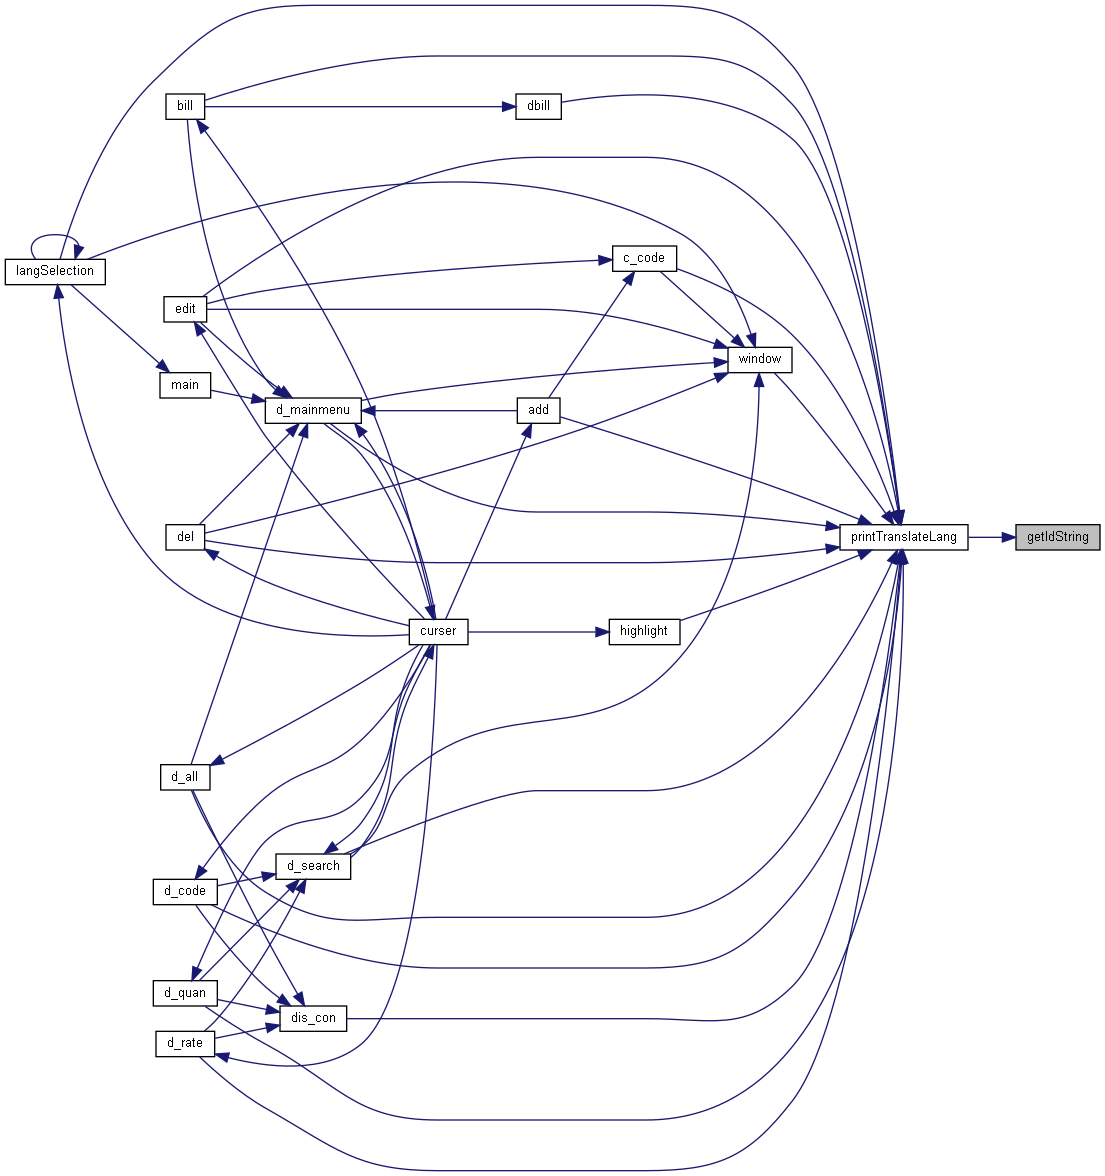 bill
dbill
c_code
langSelection
edit
window
main
d_mainmenu
add
del
printTranslateLang
getIdString
curser
highlight
d_all
d_search
d_code
d_quan
dis_con
d_rate